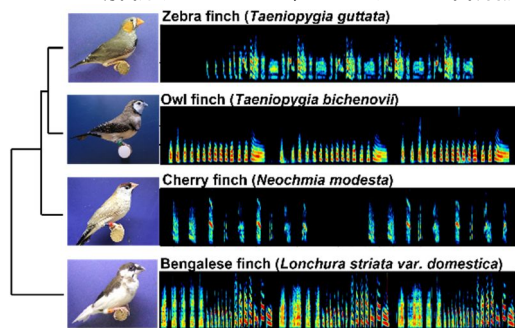 Zebra finch (Taeniopygia guttata)
Owl finch (Taeniopygia bichenovii)
Cherry finch (Neochmia modesta)
Bengalese finch (Lonchura striata var. domestica)